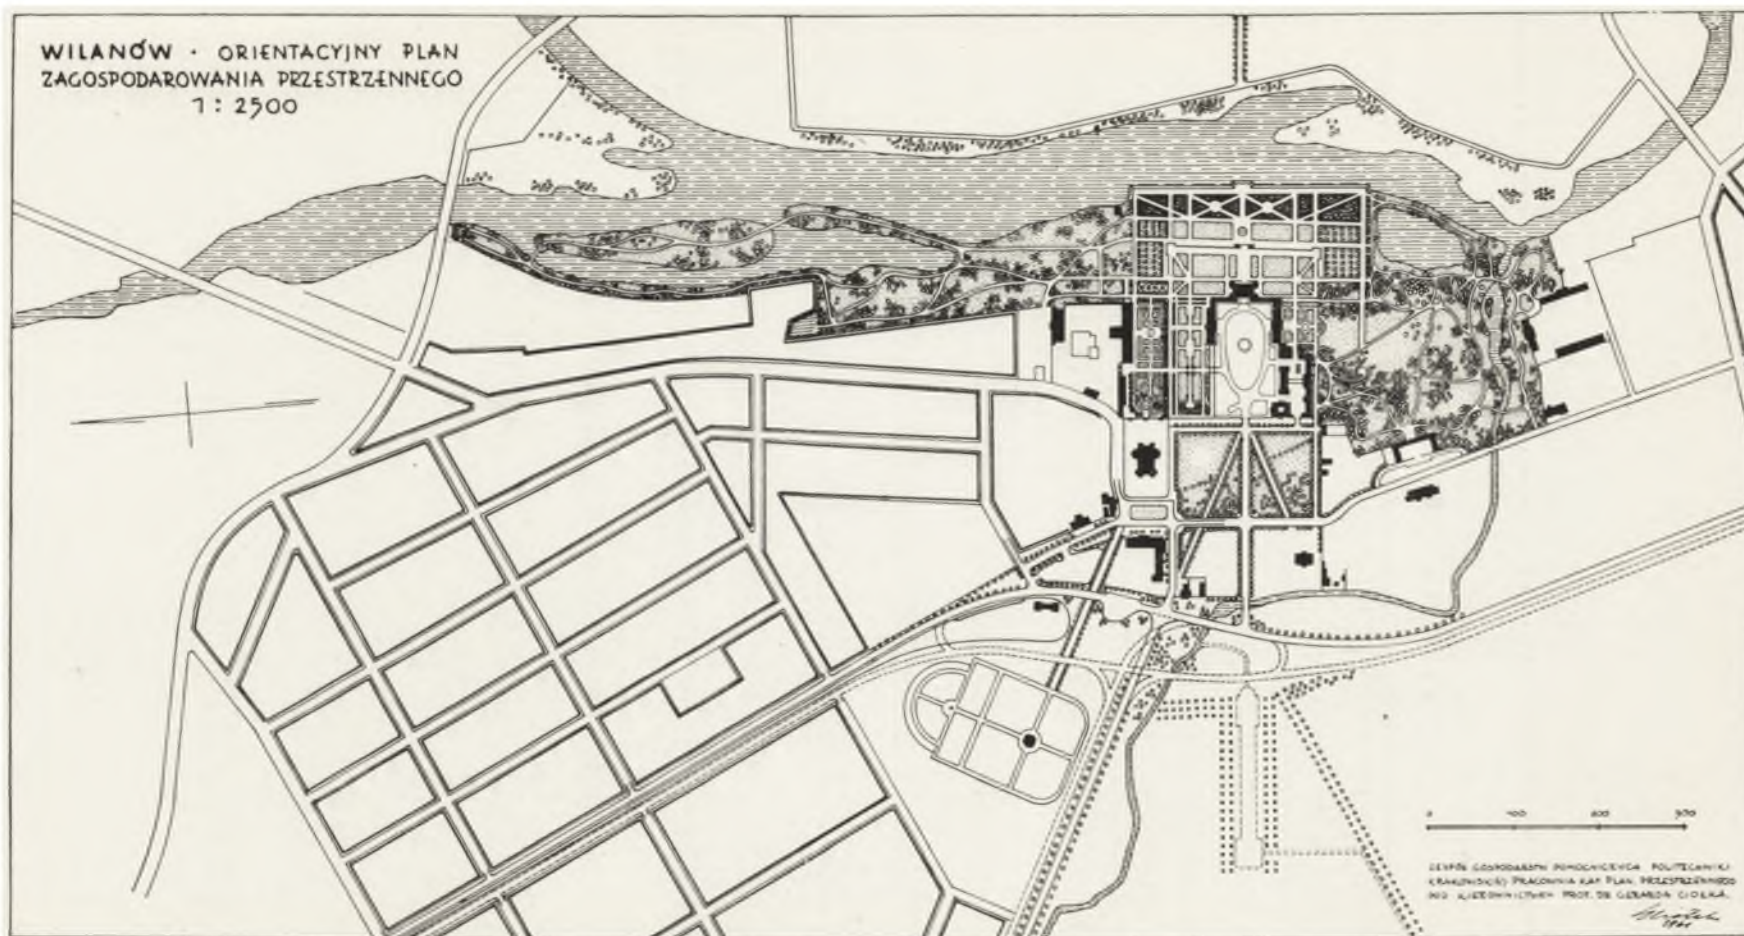 WILANÓW · ORIENTACYJNY PLAN
ZAGOSPODAROWANIA PRZESTRZENNEGO
1:2500
0 100 200 300
ZESPÓŁ GOSPODARSTW POMOCNICZYCH POLITECHNIKI
KRAKOWSKIEJ PRACOWNIA KAT. PLAN. PRZESTRZENNEGO
POD KIEROWNICTWEM PROF. DR GERARDA CIOŁKA.